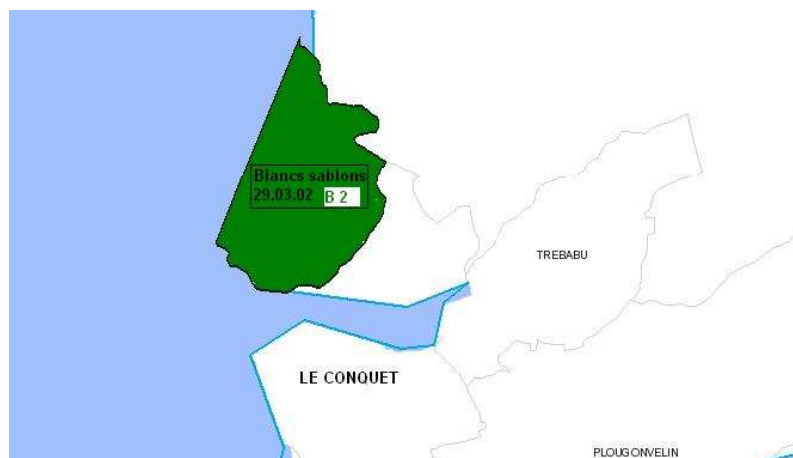 Blancs sablons
29.03.02 B 2
TREBABU
LE CONQUET
PLOUGONVELIN